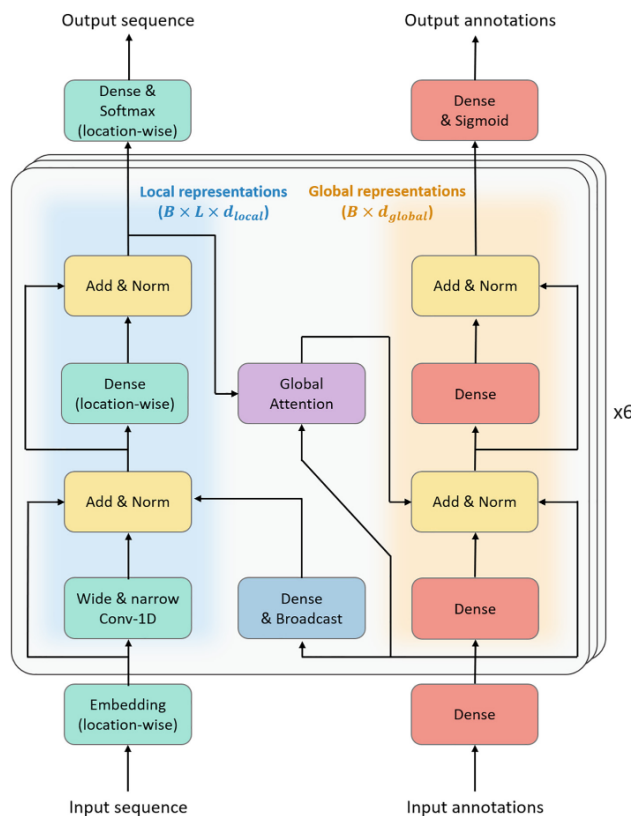 Output sequence
Output annotations
Dense &
Softmax
(location-wise)
Dense
& Sigmoid
Local representations
(B × L × d_local)
Global representations
(B × d_global)
Add & Norm
Add & Norm
Dense
(location-wise)
Global
Attention
Dense
x6
Add & Norm
Add & Norm
Wide & narrow
Conv-1D
Dense
& Broadcast
Dense
Embedding
(location-wise)
Dense
Input sequence
Input annotations